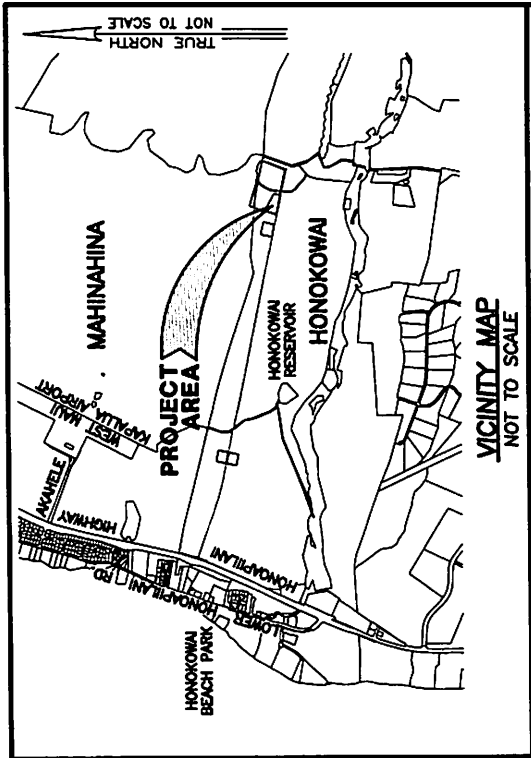 TRUE NORTH
NOT TO SCALE
MAHINAHINA
WEST MAUI
KAPALUA AIRPORT
AKAHELE
HIGHWAY
PROJECT
AREA
HONOKOWAI
RESERVOIR
HONOKOWAI
HONOAPIILANI
LOWER HONOAPIILANI RD
HONOKOWAI
BEACH PARK
VICINITY MAP
NOT TO SCALE